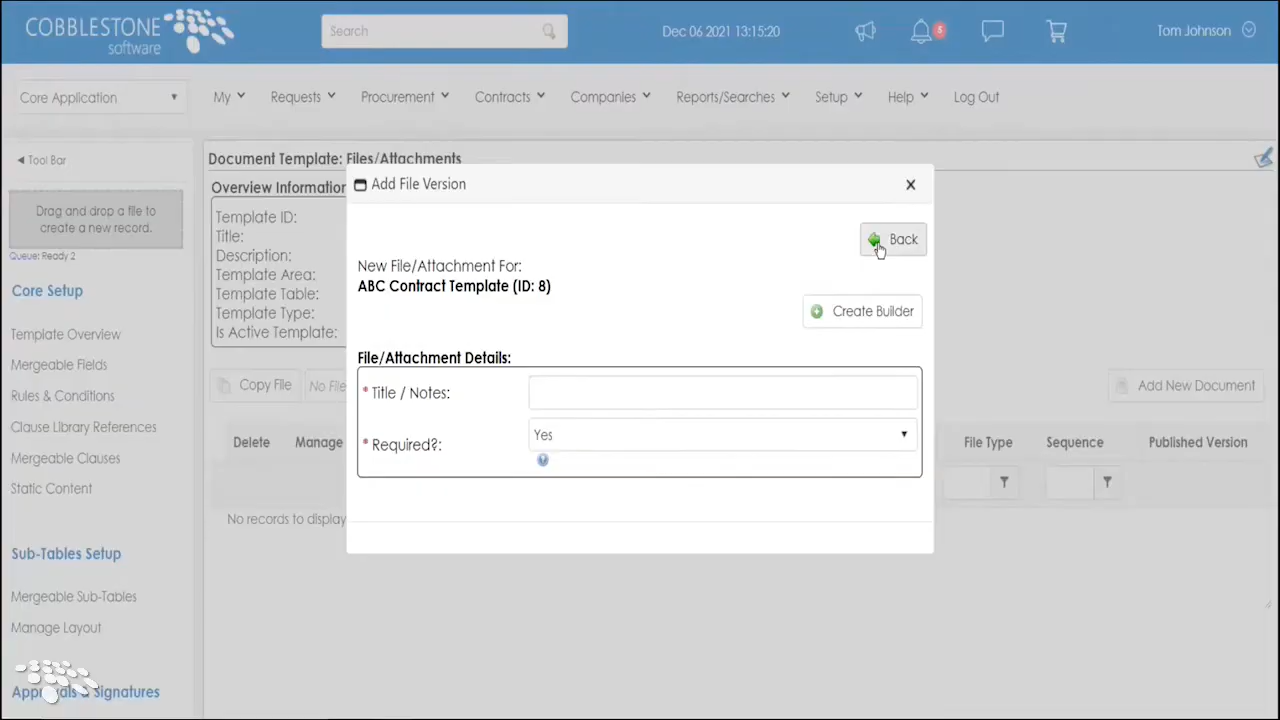 COBBLESTONE
software
Search
Dec 06 2021 13:15:20
5
Tom Johnson
Core Application
My
Requests
Procurement
Contracts
Companies
Reports/Searches
Setup
Help
Log Out
Tool Bar
Drag and drop a file to
create a new record.
Queue: Ready 2
Core Setup
Template Overview
Mergeable Fields
Rules & Conditions
Clause Library References
Mergeable Clauses
Static Content
Sub-Tables Setup
Mergeable Sub-Tables
Manage Layout
Approvals & Signatures
Document Template: Files/Attachments
Overview Information
Template ID:
Title:
Description:
Template Area:
Template Table:
Template Type:
Is Active Template:
Copy File
No File
Add New Document
Delete
Manage
File Type
Sequence
Published Version
No records to display
Add File Version
X
Back
New File/Attachment For:
ABC Contract Template (ID: 8)
Create Builder
File/Attachment Details:
* Title / Notes:
* Required?:
Yes
?